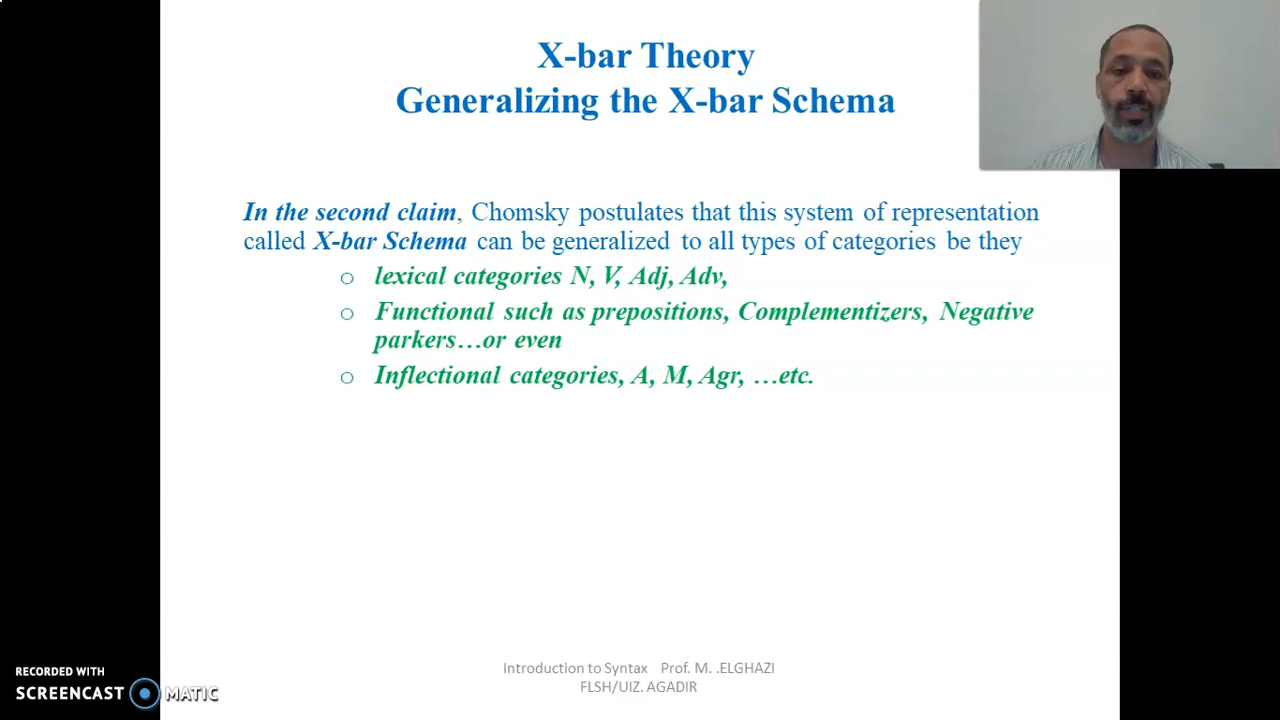 X-bar Theory
Generalizing the X-bar Schema
In the second claim, Chomsky postulates that this system of representation
called X-bar Schema can be generalized to all types of categories be they
o lexical categories N, V, Adj, Adv,
o Functional such as prepositions, Complementizers, Negative
parkers…or even
o Inflectional categories, A, M, Agr, …etc.
Introduction to Syntax Prof. M. .ELGHAZI
FLSH/UIZ. AGADIR
RECORDED WITH
SCREENCAST MATIC